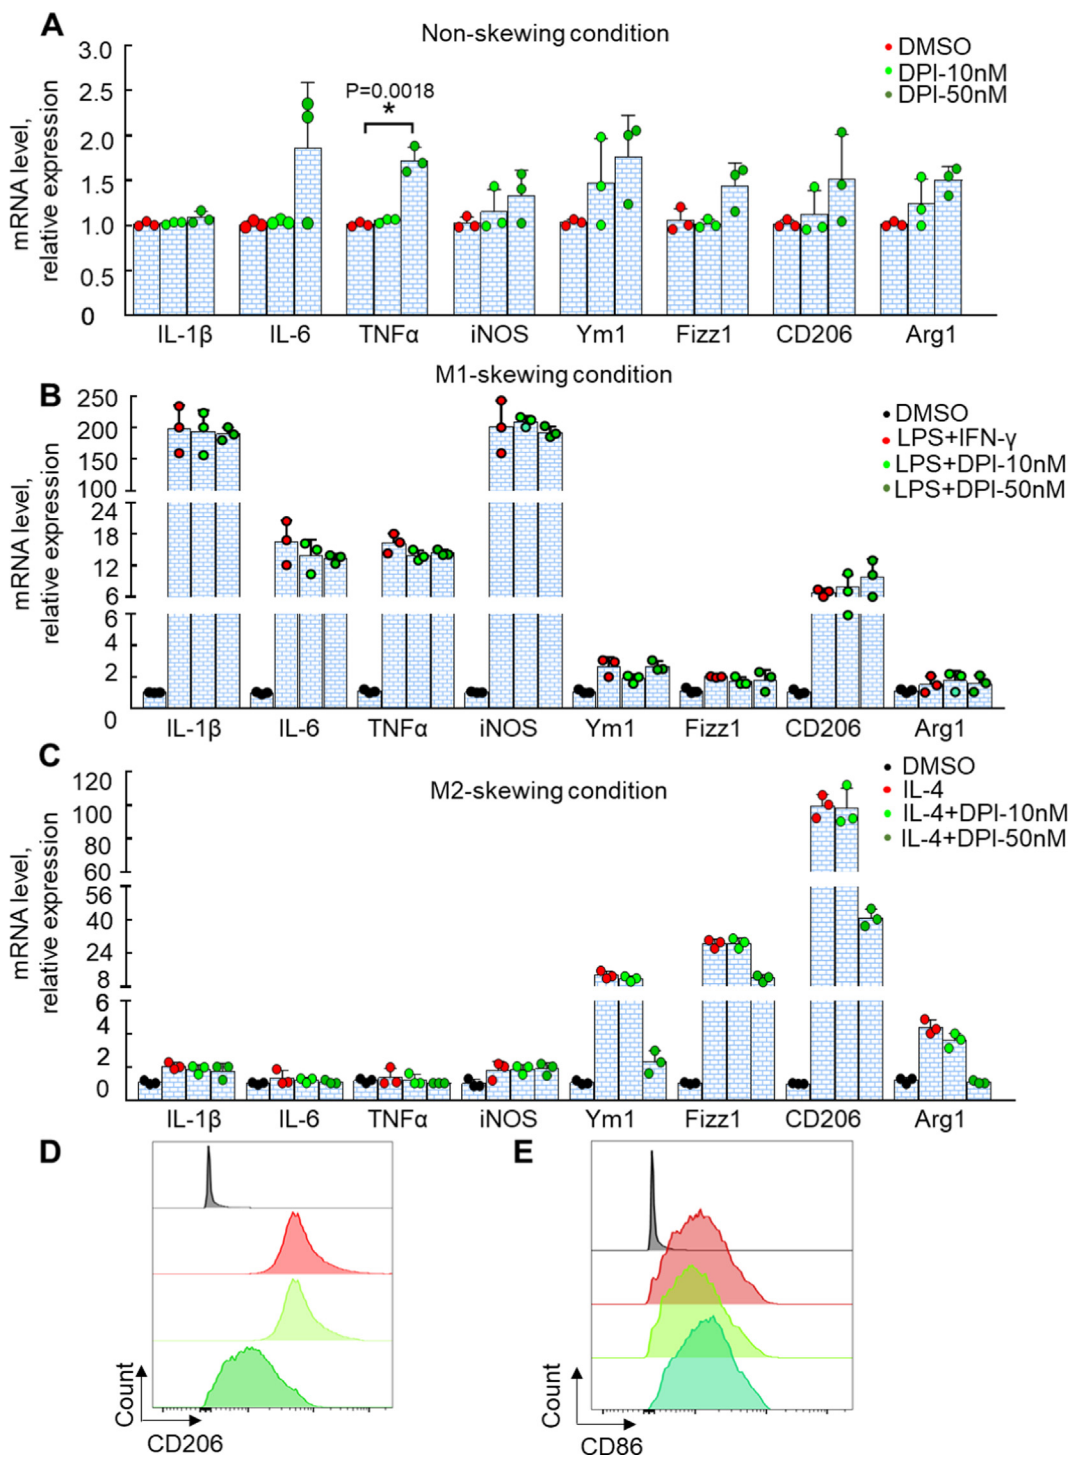 A
Non-skewing condition
DMSO
DPI-10nM
DPI-50nM
P=0.0018
*
mRNA level,
relative expression
3.0
2.5
2.0
1.5
1.0
0.5
0
IL-1β IL-6 TNFα iNOS Ym1 Fizz1 CD206 Arg1
B
M1-skewing condition
DMSO
LPS+IFN-γ
LPS+DPI-10nM
LPS+DPI-50nM
mRNA level,
relative expression
250
200
150
100
24
18
12
6
6
4
2
0
IL-1β IL-6 TNFα iNOS Ym1 Fizz1 CD206 Arg1
C
M2-skewing condition
DMSO
IL-4
IL-4+DPI-10nM
IL-4+DPI-50nM
mRNA level,
relative expression
120
100
80
60
56
40
24
8
6
4
2
0
IL-1β IL-6 TNFα iNOS Ym1 Fizz1 CD206 Arg1
D
Count
CD206
E
Count
CD86